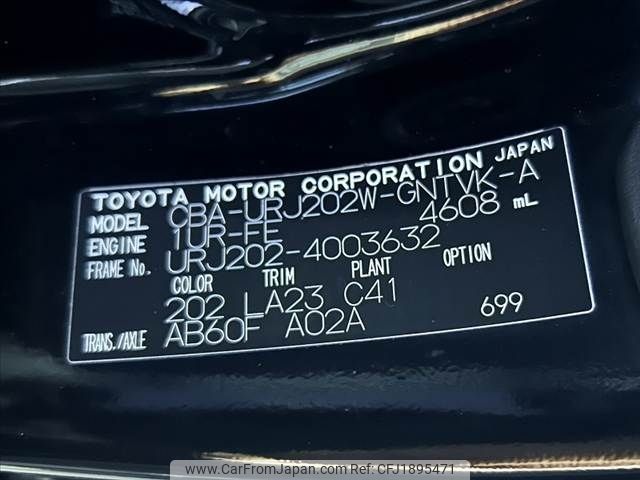 TOYOTA MOTOR CORPORATION JAPAN
MODEL CBA-URJ202W-GNTVK-A
ENGINE 1UR-FE 4608 mL
FRAME No. URJ202-4003632
COLOR TRIM PLANT OPTION
202 LA23 C41
TRANS./AXLE AB60F A02A 699
www.CarFromJapan.com - CFJ1895471